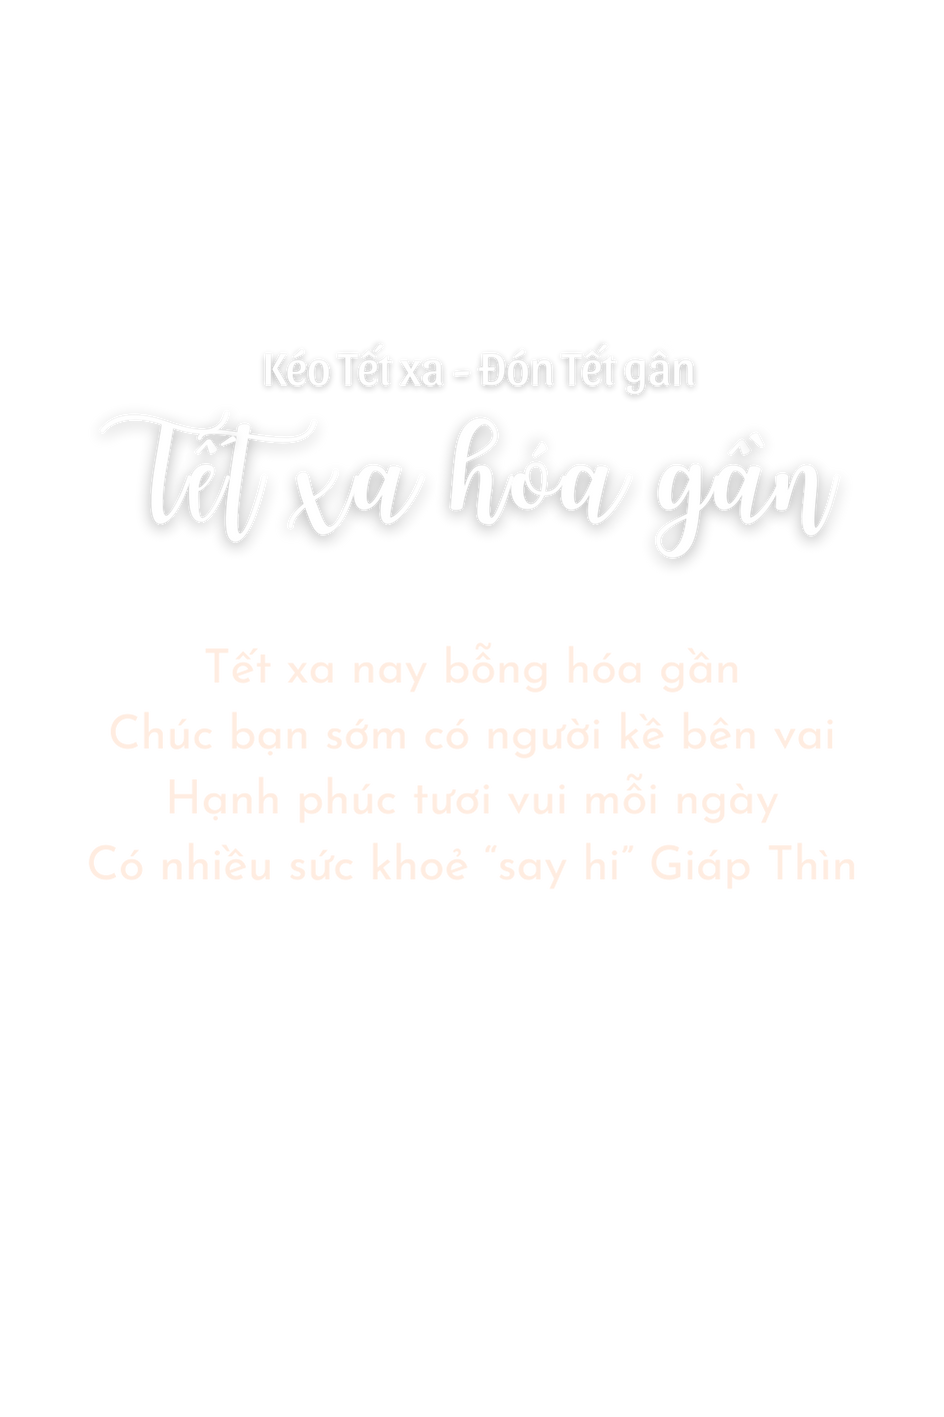 Kéo Tết xa - Đón Tết gân
Tết xa hóa gần
Tết xa nay bỗng hóa gần
Chúc bạn sớm có người kề bên vai
Hạnh phúc tươi vui mỗi ngày
Có nhiều sức khoẻ “say hi” Giáp Thìn